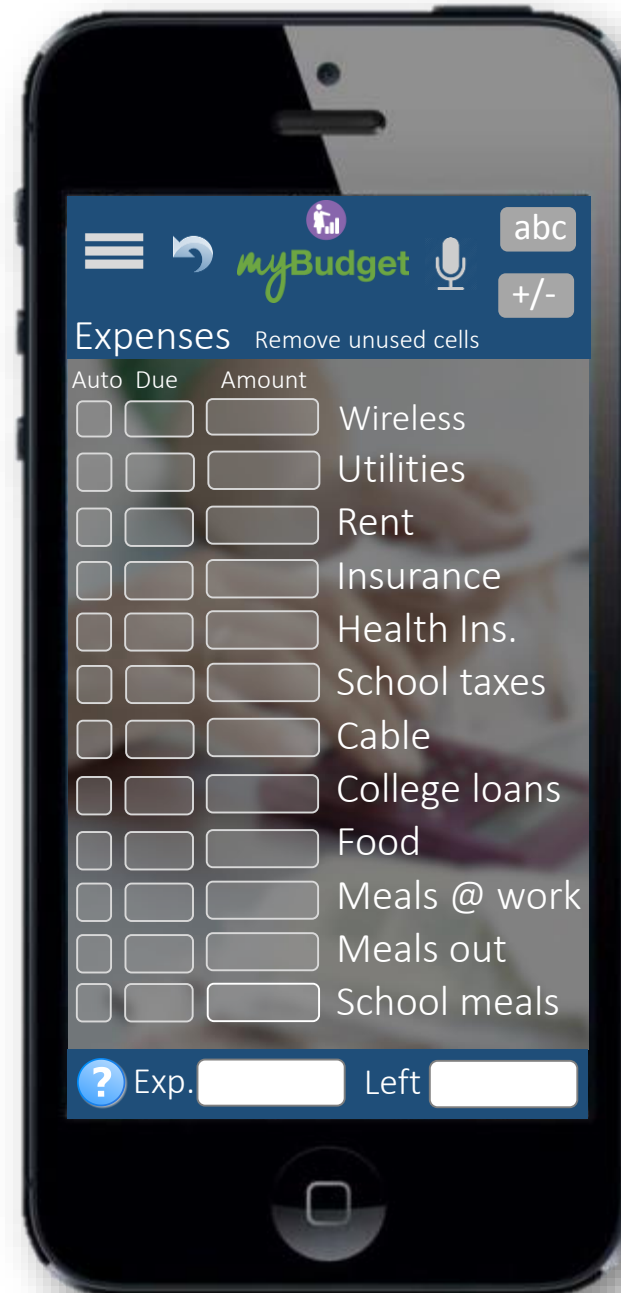 abc
myBudget
+/-
Expenses Remove unused cells
Auto Due Amount
Wireless
Utilities
Rent
Insurance
Health Ins.
School taxes
Cable
College loans
Food
Meals @ work
Meals out
School meals
? Exp. Left